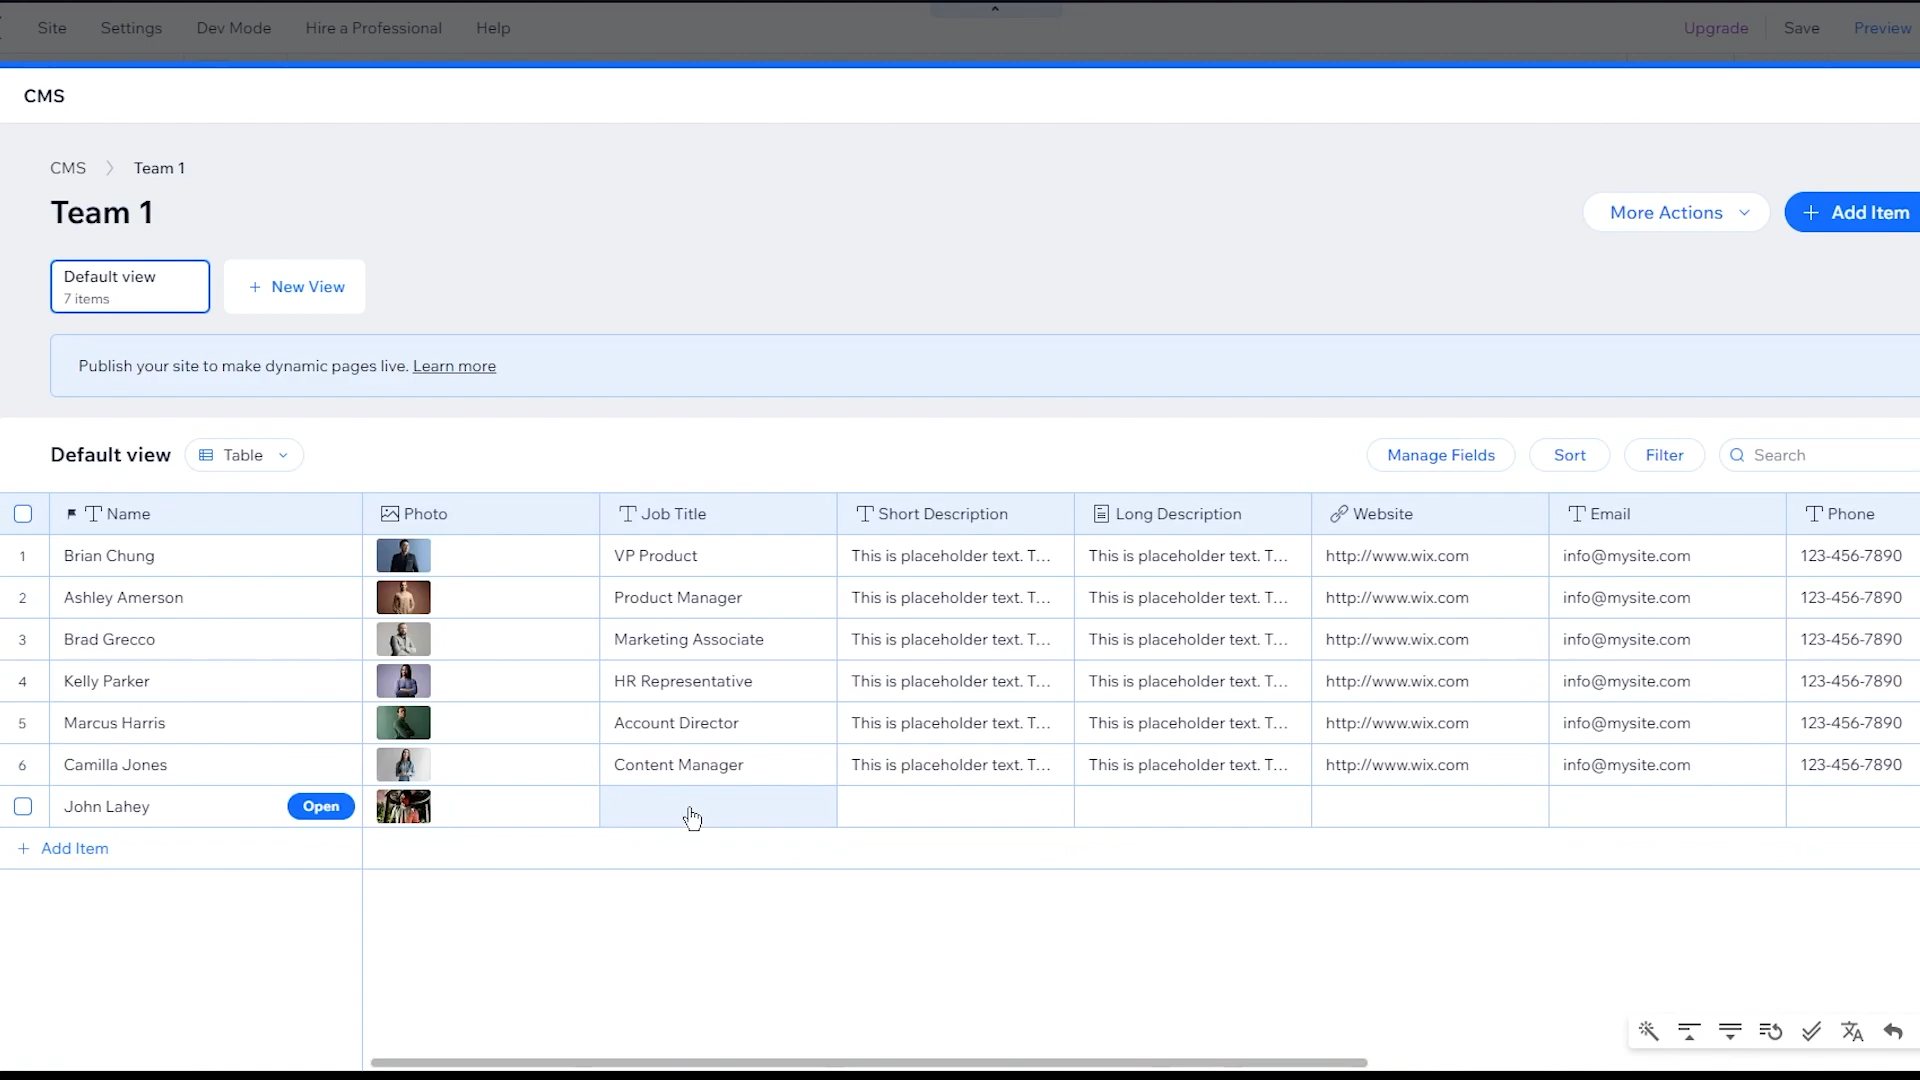 Site Settings Dev Mode Hire a Professional Help Upgrade Save Preview
CMS
CMS Team 1
Team 1
More Actions + Add Item
Default view
7 items
+ New View
Publish your site to make dynamic pages live. Learn more
Default view Table Manage Fields Sort Filter Search
Name Photo Job Title Short Description Long Description Website Email Phone
1 Brian Chung VP Product This is placeholder text. T... This is placeholder text. T... http://www.wix.com info@mysite.com 123-456-7890
2 Ashley Amerson Product Manager This is placeholder text. T... This is placeholder text. T... http://www.wix.com info@mysite.com 123-456-7890
3 Brad Grecco Marketing Associate This is placeholder text. T... This is placeholder text. T... http://www.wix.com info@mysite.com 123-456-7890
4 Kelly Parker HR Representative This is placeholder text. T... This is placeholder text. T... http://www.wix.com info@mysite.com 123-456-7890
5 Marcus Harris Account Director This is placeholder text. T... This is placeholder text. T... http://www.wix.com info@mysite.com 123-456-7890
6 Camilla Jones Content Manager This is placeholder text. T... This is placeholder text. T... http://www.wix.com info@mysite.com 123-456-7890
John Lahey Open
+ Add Item